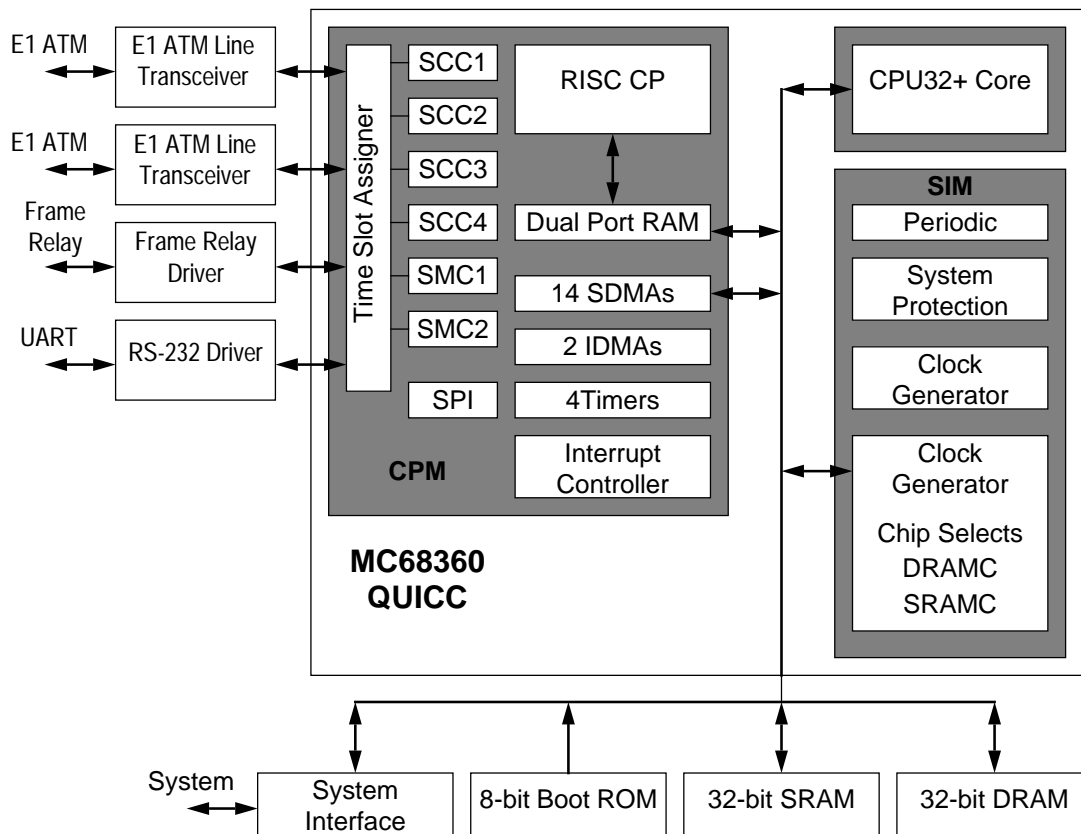 E1 ATM
E1 ATM Line
Transceiver
E1 ATM
E1 ATM Line
Transceiver
Frame
Relay
Frame Relay
Driver
UART
RS-232 Driver
Time Slot Assigner
SCC1
SCC2
SCC3
SCC4
SMC1
SMC2
SPI
RISC CP
Dual Port RAM
14 SDMAs
2 IDMAs
4Timers
Interrupt
Controller
CPM
MC68360
QUICC
CPU32+ Core
SIM
Periodic
System
Protection
Clock
Generator
Clock
Generator
Chip Selects
DRAMC
SRAMC
System
System
Interface
8-bit Boot ROM
32-bit SRAM
32-bit DRAM